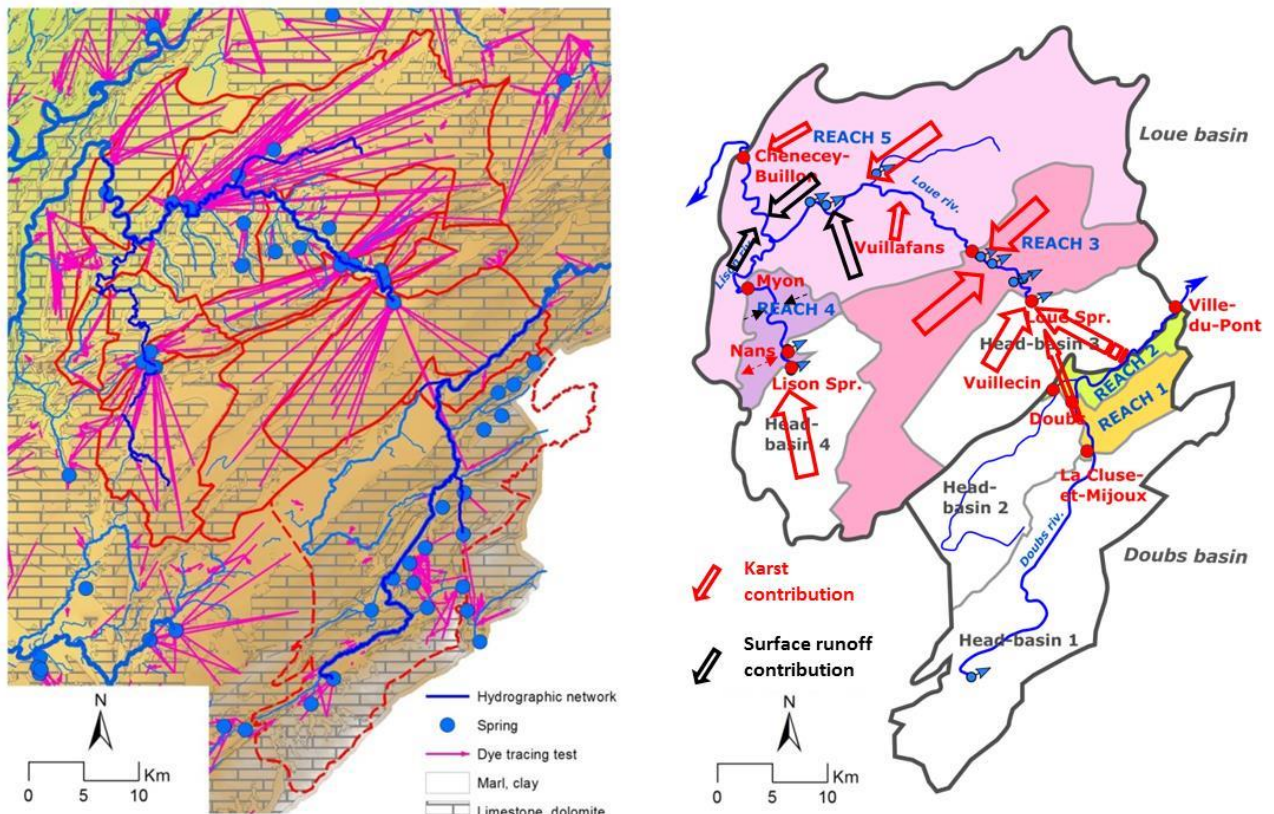 N
0
5
10
Km
Hydrographic network
Spring
Dye tracing test
Marl, clay
Limestone, dolomite
Loue basin
REACH 5
Chenecey-
Buillon
Loue riv.
Vuillafans
REACH 3
Lison riv.
Myon
REACH 4
Loue Spr.
Ville-
du-Pont
Nans
Head-basin 3
REACH 2
Lison Spr.
Vuillecin
REACH 1
Head-
basin 4
Doubs
La Cluse-
et-Mijoux
Head-
basin 2
Doubs riv.
Doubs basin
Karst
contribution
Surface runoff
contribution
Head-basin 1
N
0
5
10
Km